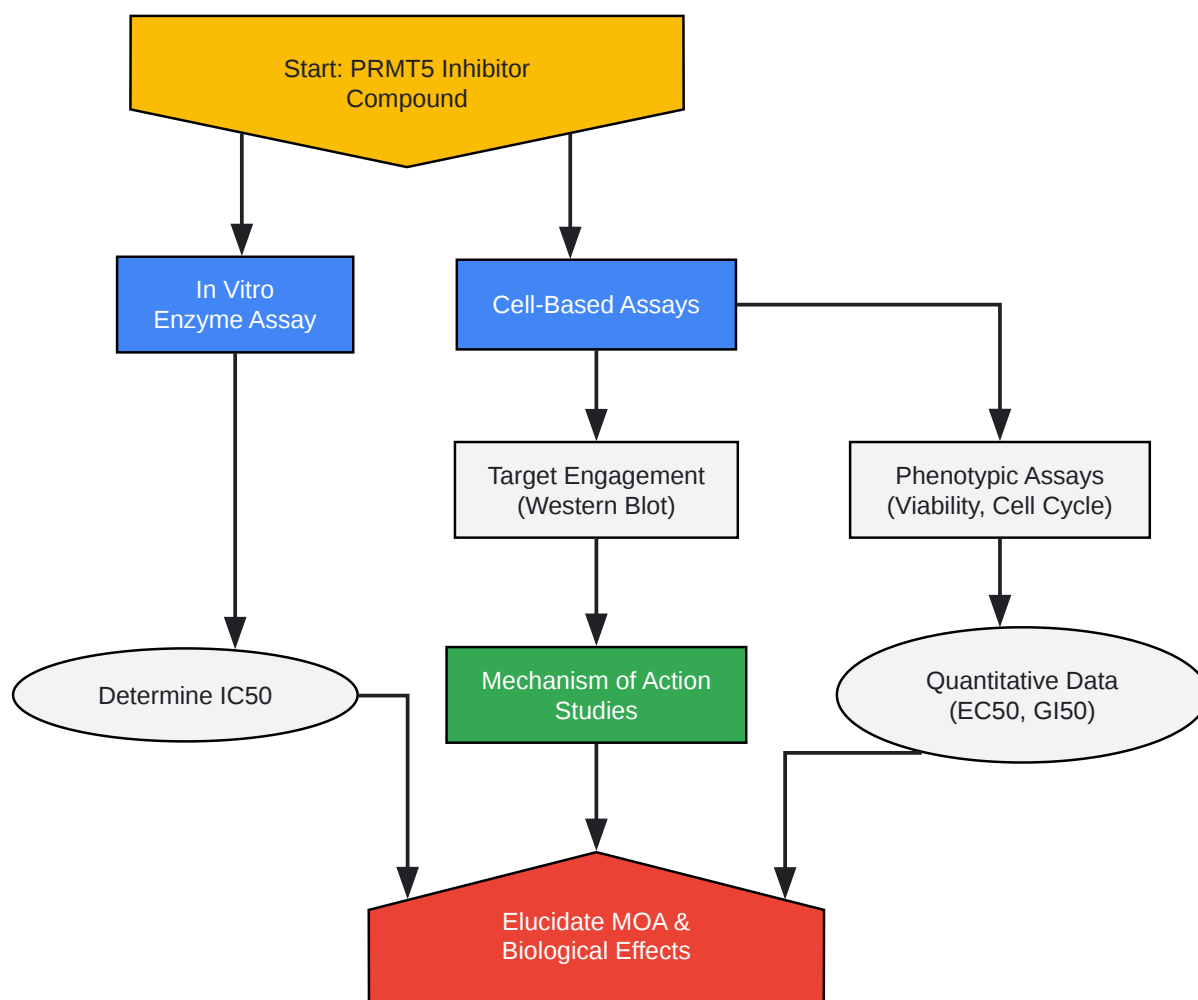 Start: PRMT5 Inhibitor
Compound
In Vitro
Enzyme Assay
Cell-Based Assays
Target Engagement
(Western Blot)
Phenotypic Assays
(Viability, Cell Cycle)
Determine IC50
Mechanism of Action
Studies
Quantitative Data
(EC50, GI50)
Elucidate MOA &
Biological Effects